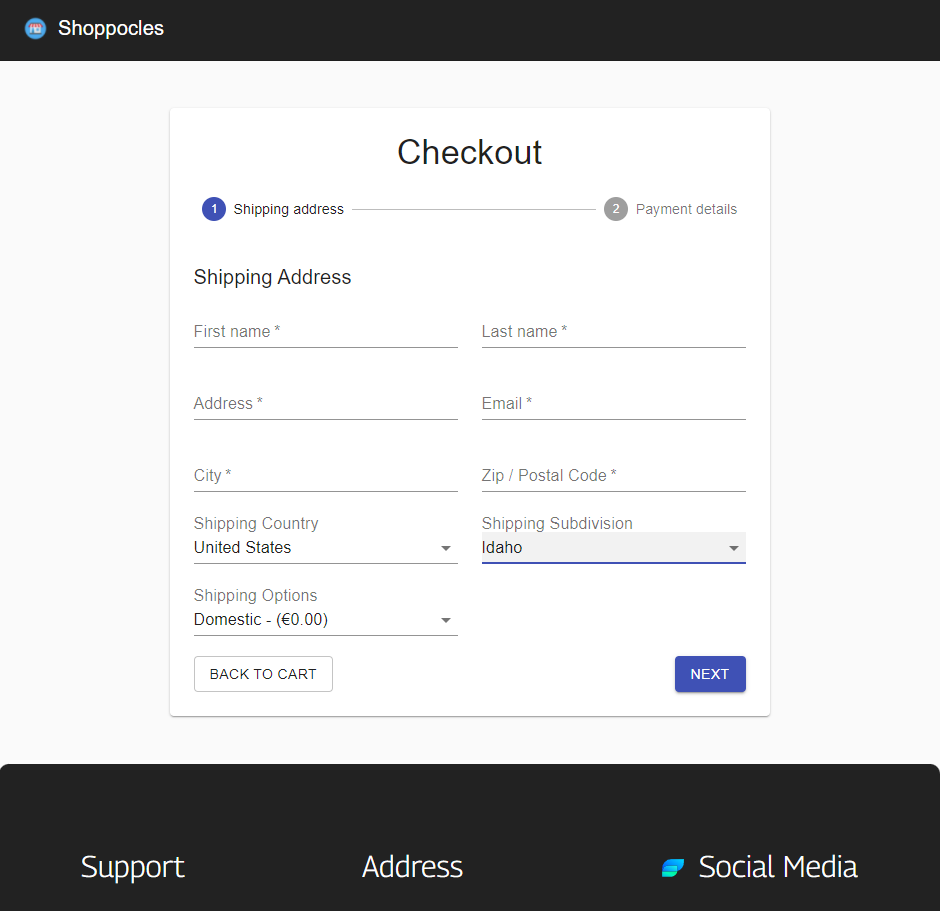 Shoppocles
Checkout
1 Shipping address 2 Payment details
Shipping Address
First name * Last name *
Address * Email *
City * Zip / Postal Code *
Shipping Country Shipping Subdivision
United States Idaho
Shipping Options
Domestic - (€0.00)
BACK TO CART NEXT
Support Address Social Media